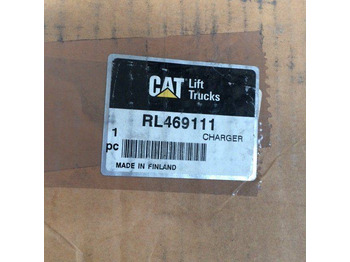 CAT Lift
Trucks
RL469111
1 CHARGER
pc
MADE IN FINLAND